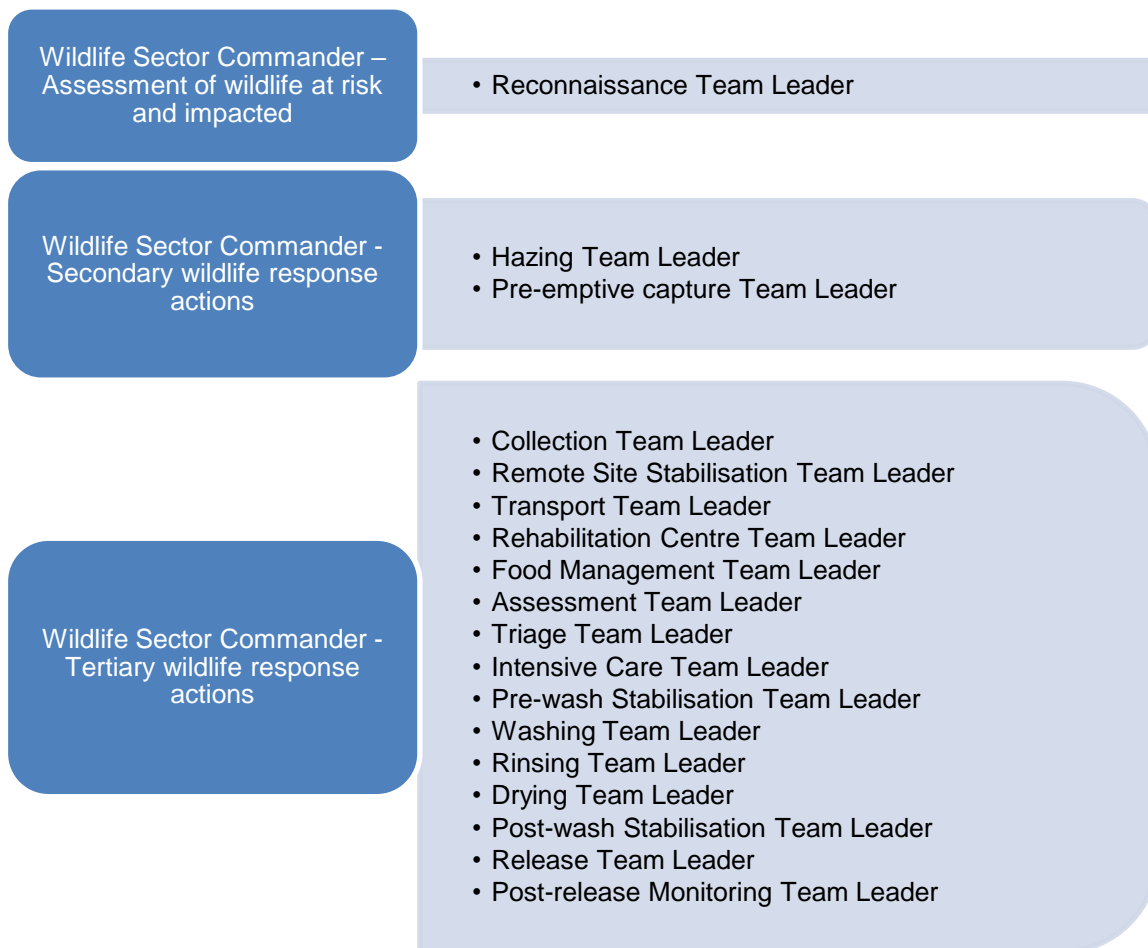 Wildlife Sector Commander –
Assessment of wildlife at risk
and impacted
• Reconnaissance Team Leader
Wildlife Sector Commander -
Secondary wildlife response
actions
• Hazing Team Leader
• Pre-emptive capture Team Leader
Wildlife Sector Commander -
Tertiary wildlife response
actions
• Collection Team Leader
• Remote Site Stabilisation Team Leader
• Transport Team Leader
• Rehabilitation Centre Team Leader
• Food Management Team Leader
• Assessment Team Leader
• Triage Team Leader
• Intensive Care Team Leader
• Pre-wash Stabilisation Team Leader
• Washing Team Leader
• Rinsing Team Leader
• Drying Team Leader
• Post-wash Stabilisation Team Leader
• Release Team Leader
• Post-release Monitoring Team Leader